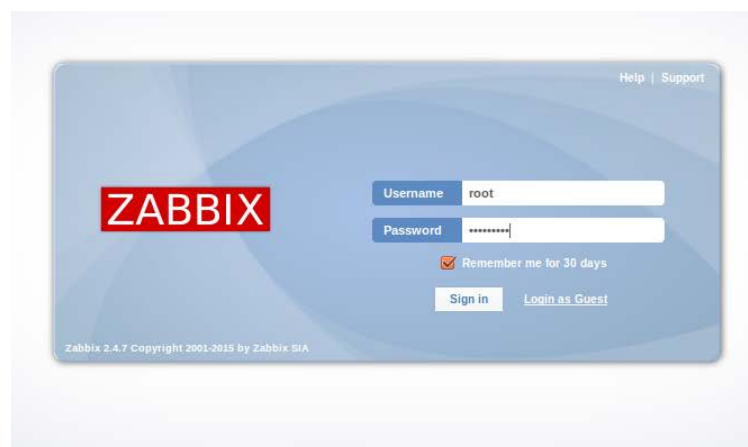 Help | Support
ZABBIX
Username root
Password •••••••••
Remember me for 30 days
Sign in Login as Guest
Zabbix 2.4.7 Copyright 2001-2015 by Zabbix SIA